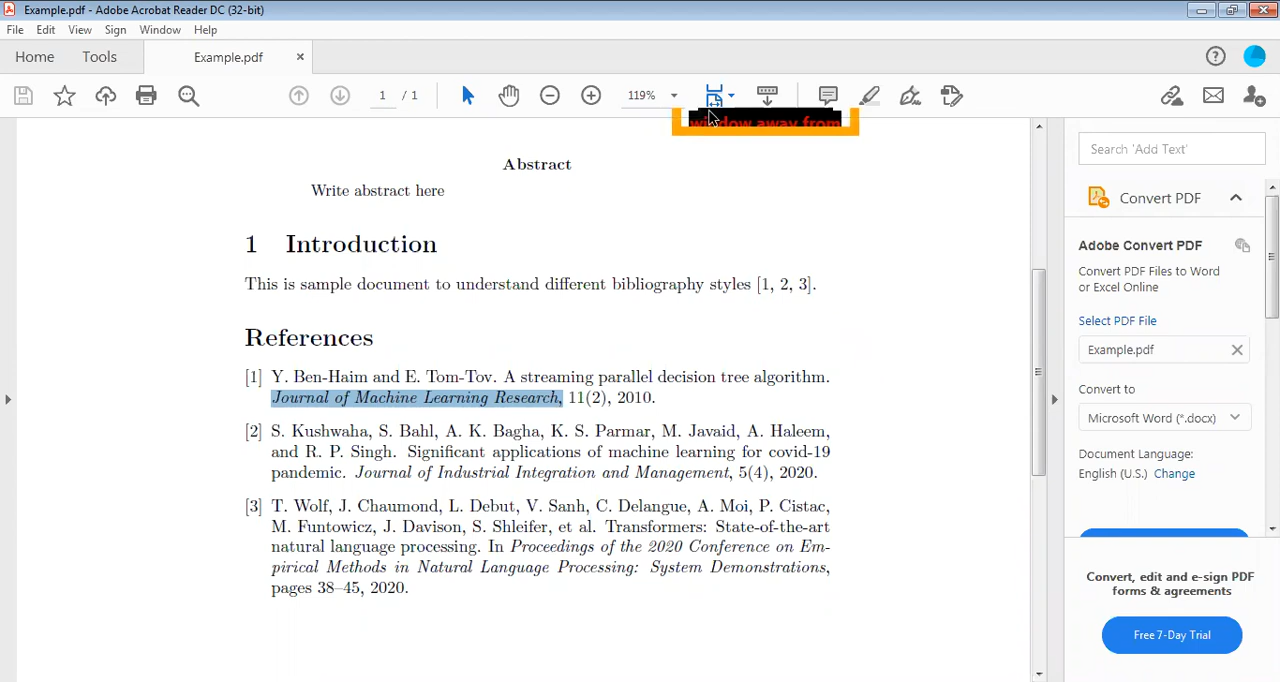 Example.pdf - Adobe Acrobat Reader DC (32-bit)
File Edit View Sign Window Help
Home Tools Example.pdf
1 / 1 119%
window away from
Search 'Add Text'
Abstract
Write abstract here
1 Introduction
This is sample document to understand different bibliography styles [1, 2, 3].
References
[1] Y. Ben-Haim and E. Tom-Tov. A streaming parallel decision tree algorithm.
Journal of Machine Learning Research, 11(2), 2010.
[2] S. Kushwaha, S. Bahl, A. K. Bagha, K. S. Parmar, M. Javaid, A. Haleem,
and R. P. Singh. Significant applications of machine learning for covid-19
pandemic. Journal of Industrial Integration and Management, 5(4), 2020.
[3] T. Wolf, J. Chaumond, L. Debut, V. Sanh, C. Delangue, A. Moi, P. Cistac,
M. Funtowicz, J. Davison, S. Shleifer, et al. Transformers: State-of-the-art
natural language processing. In Proceedings of the 2020 Conference on Em-
pirical Methods in Natural Language Processing: System Demonstrations,
pages 38–45, 2020.
Convert PDF
Adobe Convert PDF
Convert PDF Files to Word
or Excel Online
Select PDF File
Example.pdf
Convert to
Microsoft Word (*.docx)
Document Language:
English (U.S.) Change
Convert, edit and e-sign PDF
forms & agreements
Free 7-Day Trial